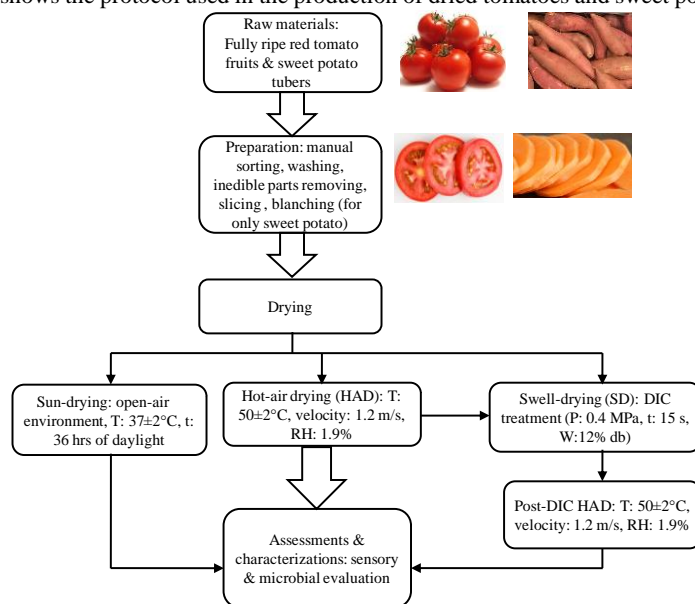 shows the protocol used in the production of dried tomatoes and sweet po
Raw materials:
Fully ripe red tomato
fruits & sweet potato
tubers
Preparation: manual
sorting, washing,
inedible parts removing,
slicing , blanching (for
only sweet potato)
Drying
Sun-drying: open-air
environment, T: 37±2°C, t:
36 hrs of daylight
Hot-air drying (HAD): T:
50±2°C, velocity: 1.2 m/s,
RH: 1.9%
Swell-drying (SD): DIC
treatment (P: 0.4 MPa, t: 15 s,
W:12% db)
Post-DIC HAD: T: 50±2°C,
velocity: 1.2 m/s, RH: 1.9%
Assessments &
characterizations: sensory
& microbial evaluation